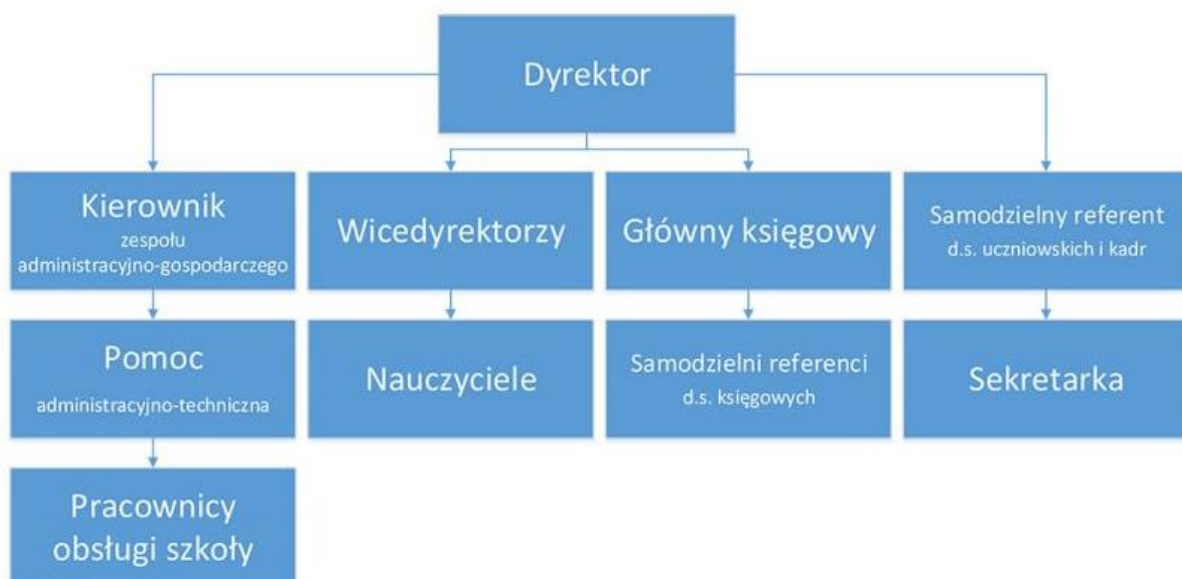 Dyrektor
Kierownik
zespołu
administracyjno-gospodarczego
Wicedyrektorzy
Główny księgowy
Samodzielny referent
d.s. uczniowskich i kadr
Pomoc
administracyjno-techniczna
Nauczyciele
Samodzielni referenci
d.s. księgowych
Sekretarka
Pracownicy
obsługi szkoły